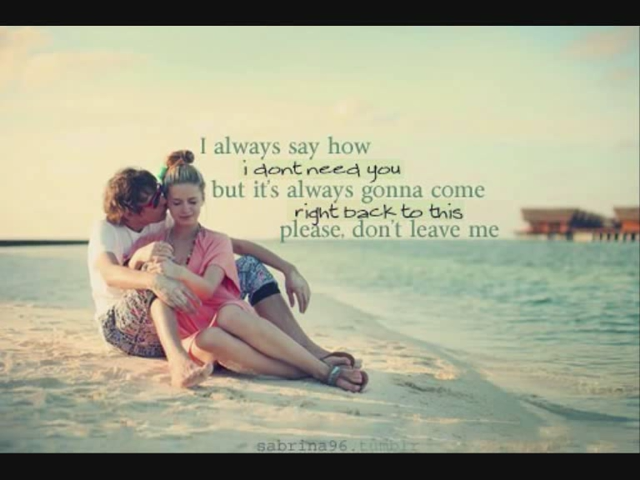 I always say how
i dont need you
but it's always gonna come
right back to this
please, don't leave me
sabrina96.tumblr